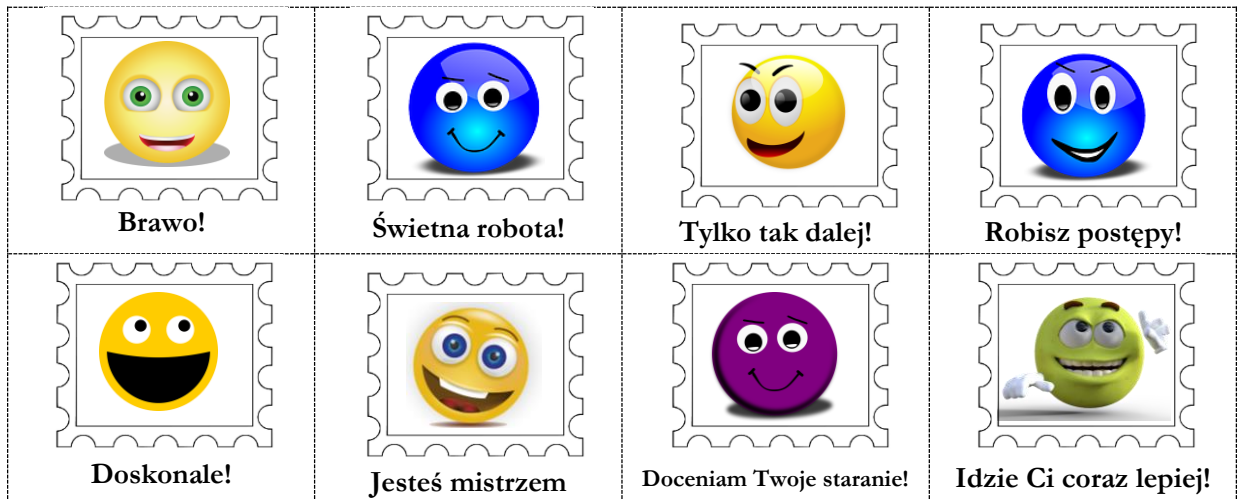 Brawo!
Świetna robota!
Tylko tak dalej!
Robisz postępy!
Doskonale!
Jesteś mistrzem
Doceniam Twoje staranie!
Idzie Ci coraz lepiej!